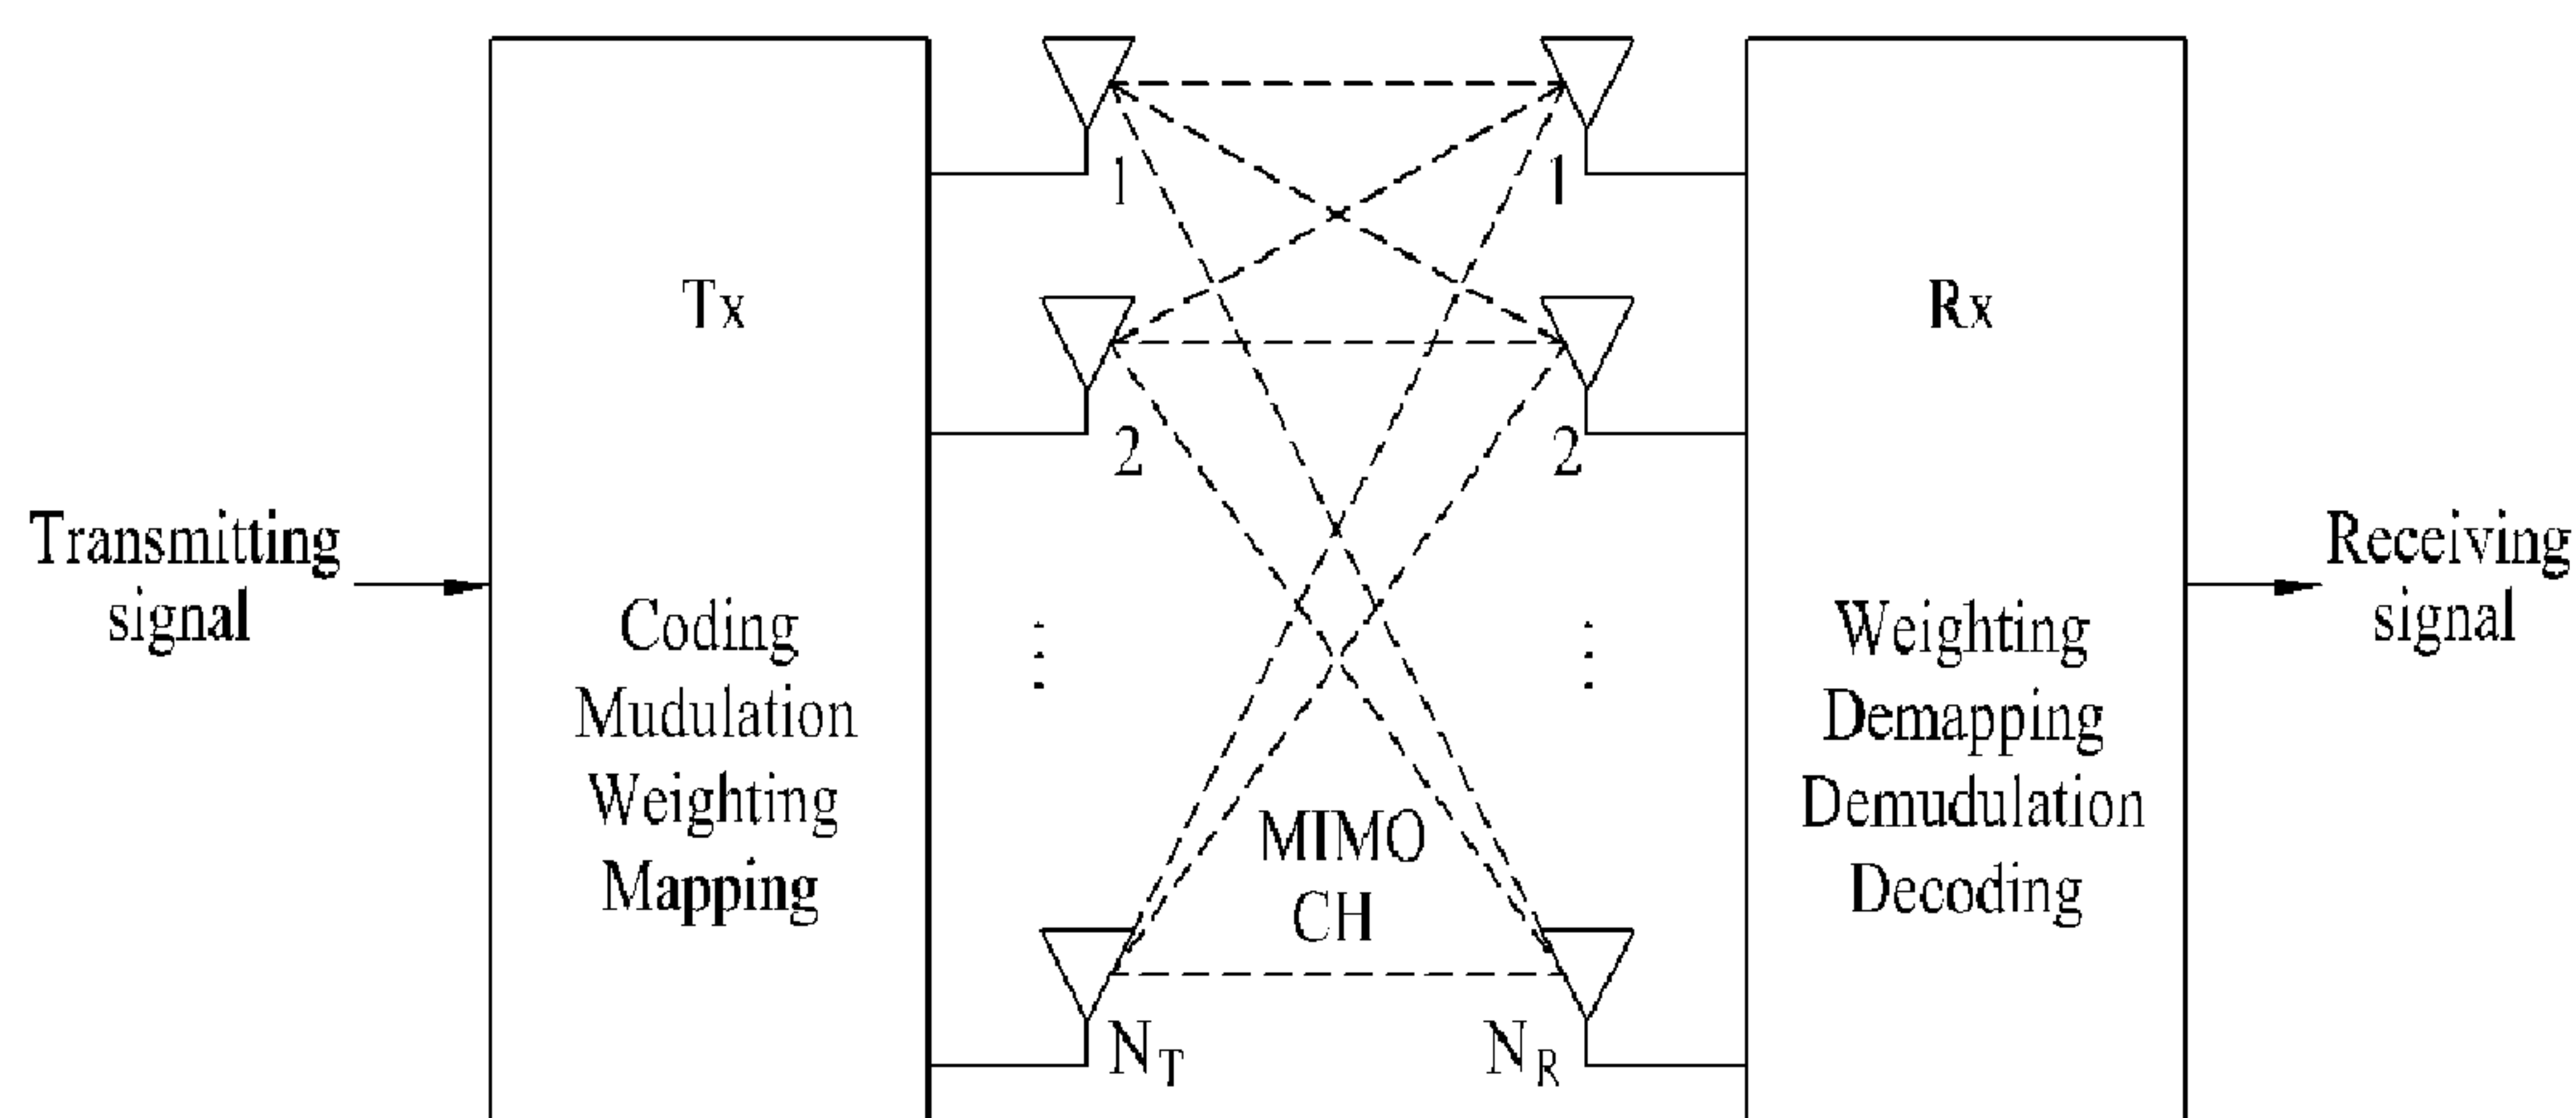 Transmitting
signal
Tx
Coding
Mudulation
Weighting
Mapping
1
2
⋮
N_T
MIMO
CH
1
2
⋮
N_R
Rx
Weighting
Demapping
Demudulation
Decoding
Receiving
signal